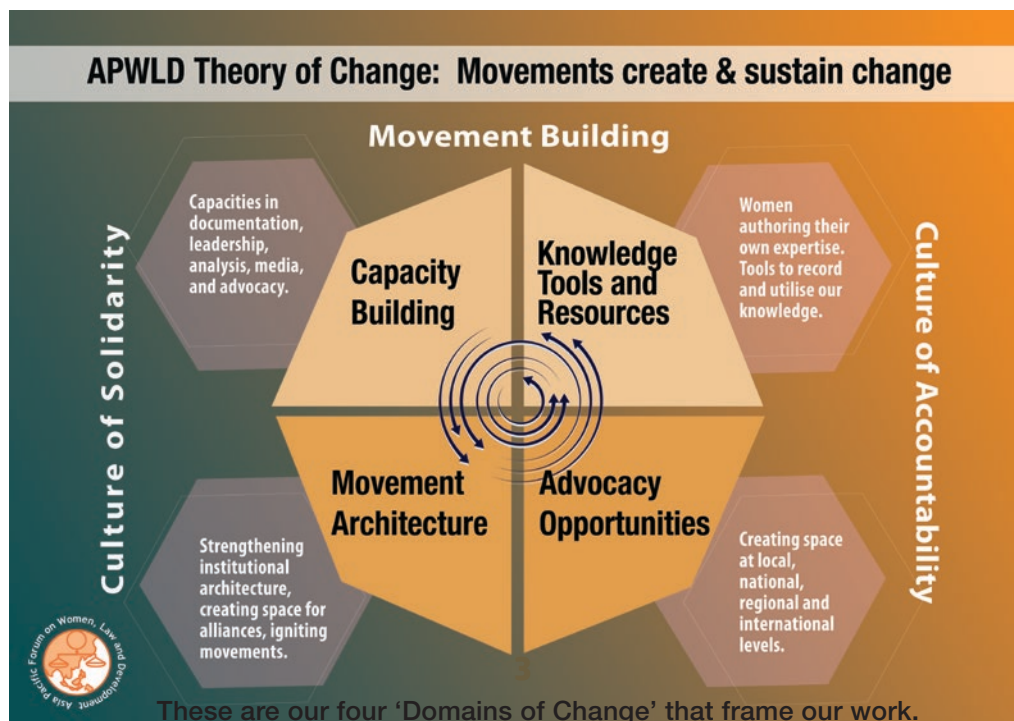 APWLD Theory of Change: Movements create & sustain change
Movement Building
Culture of Solidarity
Capacities in
documentation,
leadership,
analysis, media,
and advocacy.
Capacity
Building
Knowledge
Tools and
Resources
Women
authoring their
own expertise.
Tools to record
and utilise our
knowledge.
Culture of Accountability
Movement
Architecture
Advocacy
Opportunities
Strengthening
institutional
architecture,
creating space for
alliances, igniting
movements.
Creating space
at local,
national,
regional and
international
levels.
Asia Pacific Forum on Women, Law and Development
3
These are our four ‘Domains of Change’ that frame our work.